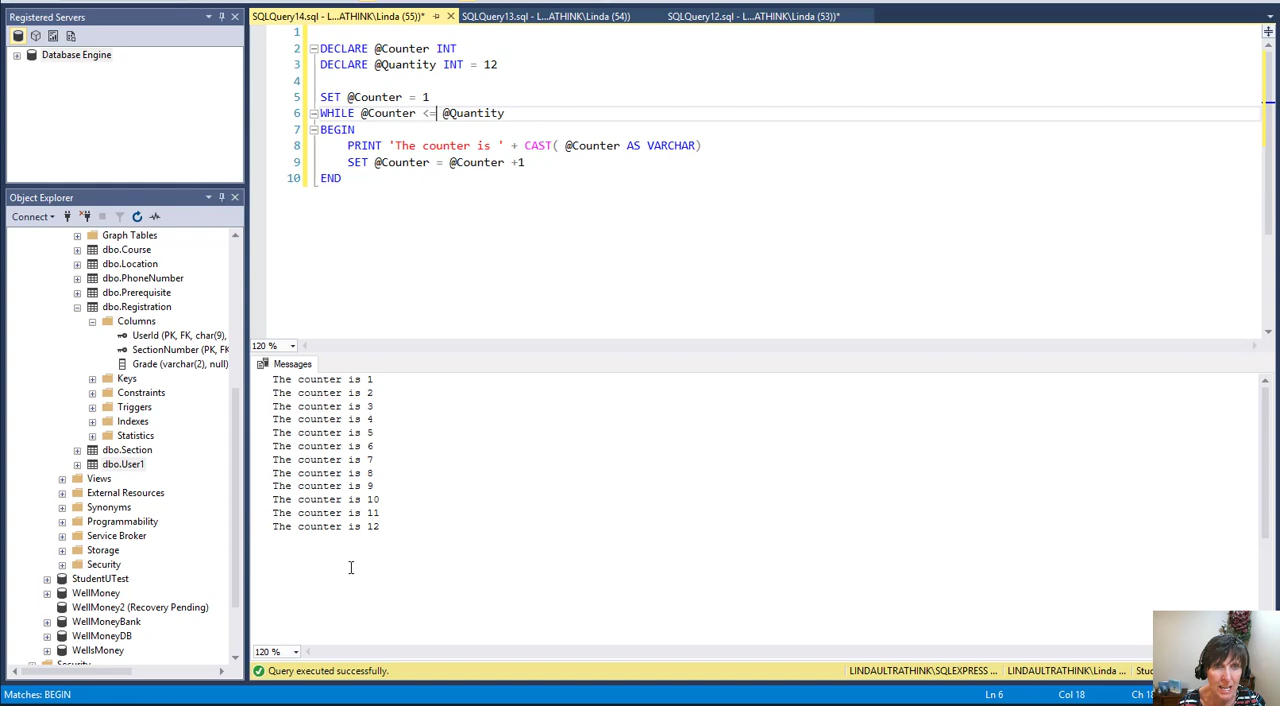 Registered Servers
Database Engine
Object Explorer
Connect
Graph Tables
dbo.Course
dbo.Location
dbo.PhoneNumber
dbo.Prerequisite
dbo.Registration
Columns
UserId (PK, FK, char(9),
SectionNumber (PK, FK
Grade (varchar(2), null)
Keys
Constraints
Triggers
Indexes
Statistics
dbo.Section
dbo.User1
Views
External Resources
Synonyms
Programmability
Service Broker
Storage
Security
StudentUTest
WellMoney
WellMoney2 (Recovery Pending)
WellMoneyBank
WellMoneyDB
WellsMoney
Security
SQLQuery14.sql - L...ATHINK\Linda (55))* SQLQuery13.sql - L...ATHINK\Linda (54)) SQLQuery12.sql - L...ATHINK\Linda (53))*
1
2 DECLARE @Counter INT
3 DECLARE @Quantity INT = 12
4
5 SET @Counter = 1
6 WHILE @Counter <= @Quantity
7 BEGIN
8 PRINT 'The counter is ' + CAST( @Counter AS VARCHAR)
9 SET @Counter = @Counter +1
10 END
120 %
Messages
The counter is 1
The counter is 2
The counter is 3
The counter is 4
The counter is 5
The counter is 6
The counter is 7
The counter is 8
The counter is 9
The counter is 10
The counter is 11
The counter is 12
120 %
Query executed successfully. LINDAULTRATHINK\SQLEXPRESS ... LINDAULTRATHINK\Linda ... Stu
Matches: BEGIN Ln 6 Col 18 Ch 18